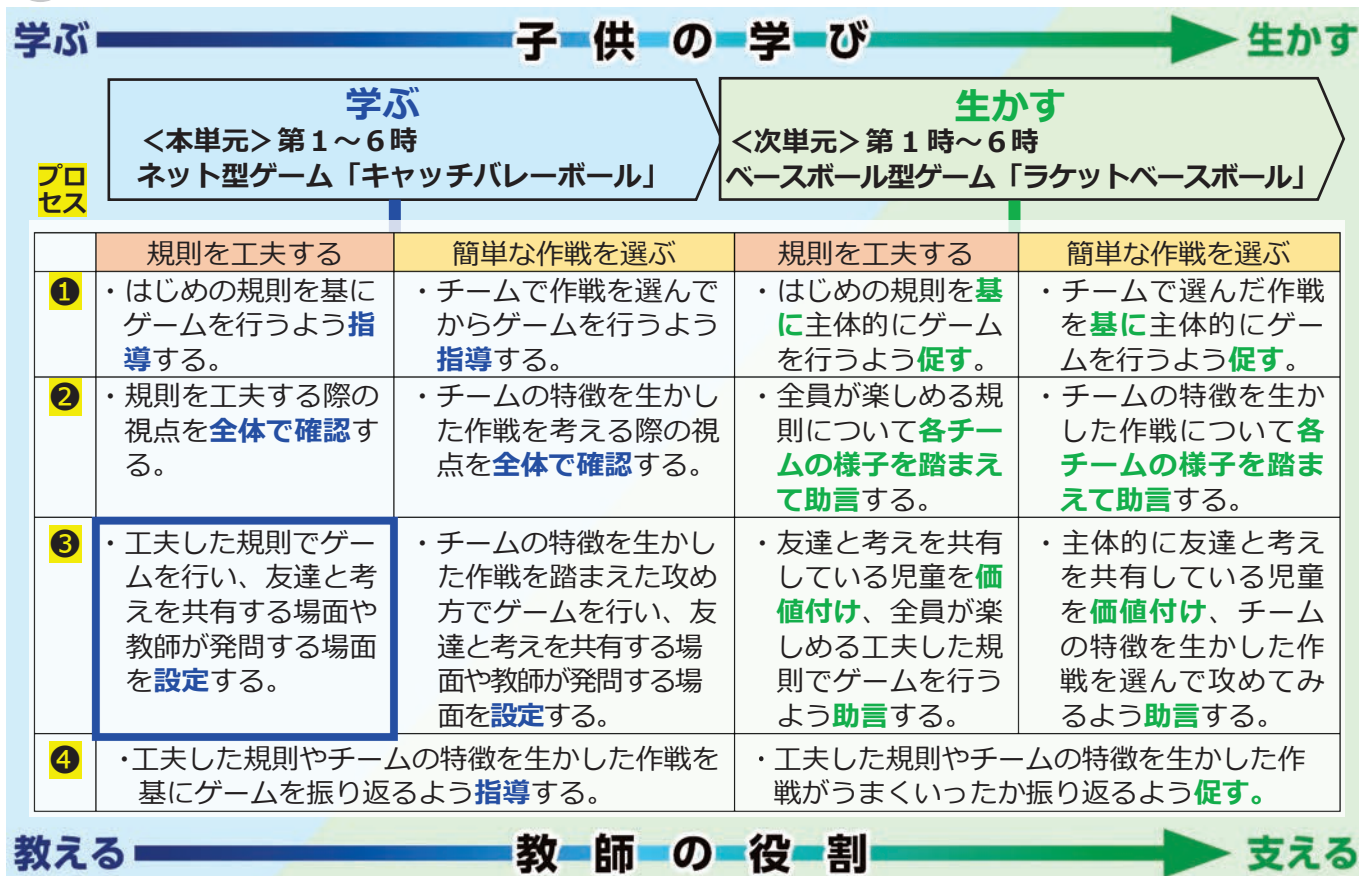 学ぶ 子供の学び 生かす
学ぶ
<本単元>第1~6時
ネット型ゲーム「キャッチバレーボール」
生かす
<次単元>第1時~6時
ベースボール型ゲーム「ラケットベースボール」
プロ
セス
規則を工夫する 簡単な作戦を選ぶ 規則を工夫する 簡単な作戦を選ぶ
❶
・はじめの規則を基に
ゲームを行うよう指
導する。
・チームで作戦を選んで
からゲームを行うよう
指導する。
・はじめの規則を基
に主体的にゲーム
を行うよう促す。
・チームで選んだ作戦
を基に主体的にゲー
ムを行うよう促す。
❷
・規則を工夫する際の
視点を全体で確認す
る。
・チームの特徴を生かし
た作戦を考える際の視
点を全体で確認する。
・全員が楽しめる規
則について各チー
ムの様子を踏まえ
て助言する。
・チームの特徴を生か
した作戦について各
チームの様子を踏ま
えて助言する。
❸
・工夫した規則でゲー
ムを行い、友達と考
えを共有する場面や
教師が発問する場面
を設定する。
・チームの特徴を生かし
た作戦を踏まえた攻め
方でゲームを行い、友
達と考えを共有する場
面や教師が発問する場
面を設定する。
・友達と考えを共有
している児童を価
値付け、全員が楽
しめる工夫した規
則でゲームを行う
よう助言する。
・主体的に友達と考え
を共有している児童
を価値付け、チーム
の特徴を生かした作
戦を選んで攻めてみ
るよう助言する。
❹
・工夫した規則やチームの特徴を生かした作戦を
基にゲームを振り返るよう指導する。
・工夫した規則やチームの特徴を生かした作
戦がうまくいったか振り返るよう促す。
教える 教師の役割 支える